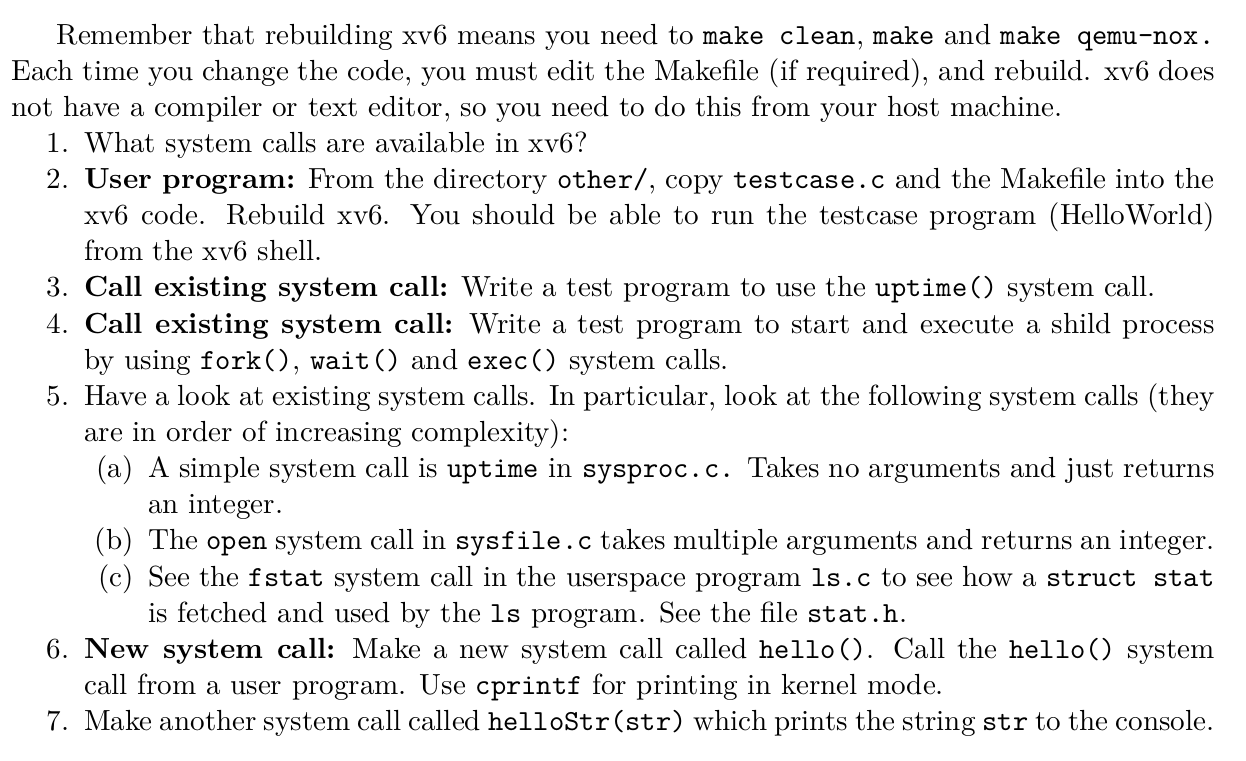 Remember that rebuilding xv6 means you need to make clean, make and make qemu-nox.
Each time you change the code, you must edit the Makefile (if required), and rebuild. xv6 does
not have a compiler or text editor, so you need to do this from your host machine.
1. What system calls are available in xv6?
2. User program: From the directory other/, copy testcase.c and the Makefile into the
xv6 code. Rebuild xv6. You should be able to run the testcase program (HelloWorld)
from the xv6 shell.
3. Call existing system call: Write a test program to use the uptime() system call.
4. Call existing system call: Write a test program to start and execute a shild process
by using fork(), wait() and exec() system calls.
5. Have a look at existing system calls. In particular, look at the following system calls (they
are in order of increasing complexity):
(a) A simple system call is uptime in sysproc.c. Takes no arguments and just returns
an integer.
(b) The open system call in sysfile.c takes multiple arguments and returns an integer.
(c) See the fstat system call in the userspace program ls.c to see how a struct stat
is fetched and used by the ls program. See the file stat.h.
6. New system call: Make a new system call called hello(). Call the hello() system
call from a user program. Use cprintf for printing in kernel mode.
7. Make another system call called helloStr(str) which prints the string str to the console.